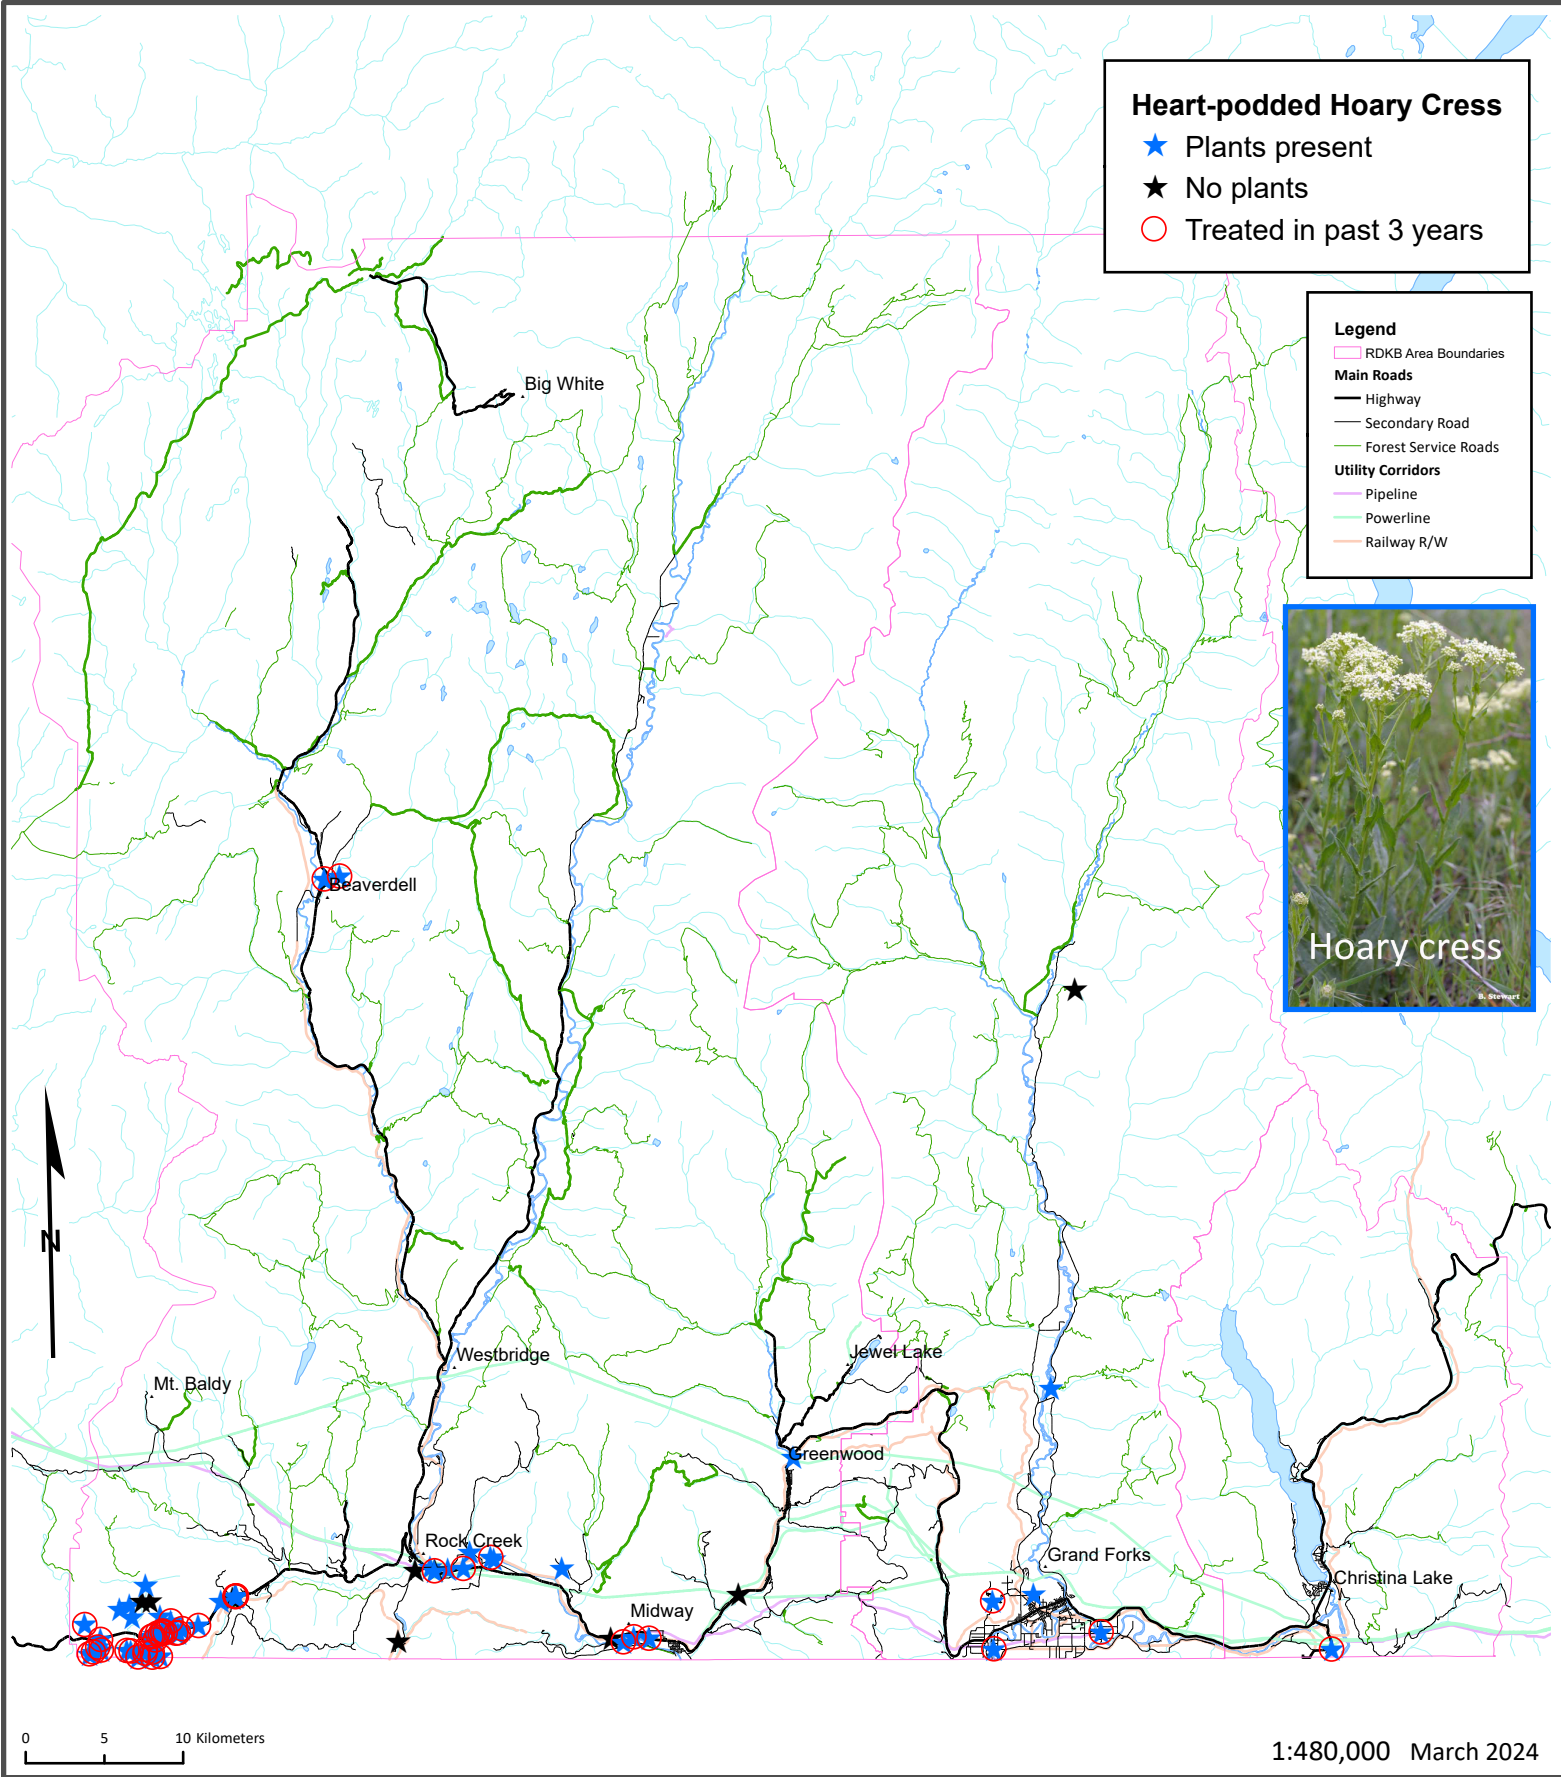 Heart-podded Hoary Cress
Plants present
No plants
Treated in past 3 years
Legend
RDKB Area Boundaries
Main Roads
Highway
Secondary Road
Forest Service Roads
Utility Corridors
Pipeline
Powerline
Railway R/W
Big White
Beaverdell
Hoary cress
B. Stewart
N
Westbridge
Jewel Lake
Mt. Baldy
Greenwood
Rock Creek
Grand Forks
Christina Lake
Midway
0 5 10 Kilometers
1:480,000 March 2024